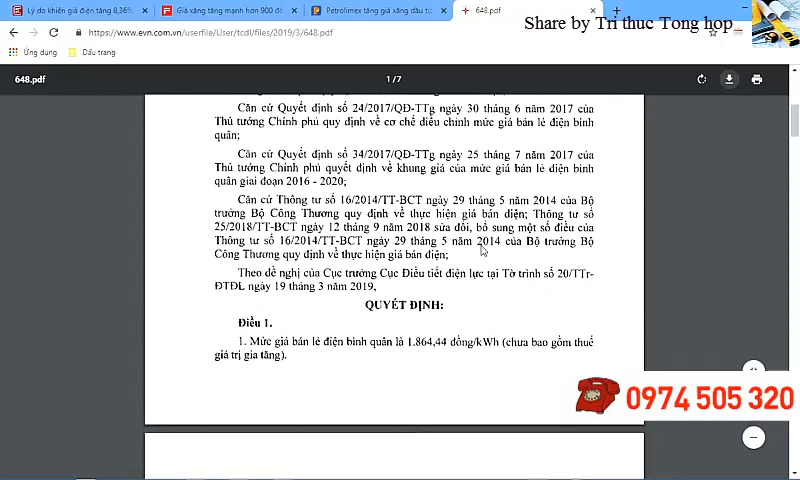 Lý do khiến giá điện tăng 8,36%
Giá xăng tăng mạnh hơn 900 đồ
Petrolimex tăng giá xăng dầu từ
648.pdf
Share by Tri thuc Tong hop
https://www.evn.com.vn/userfile/User/tcdl/files/2019/3/648.pdf
Ứng dụng
Dấu trang
648.pdf
1 / 7
Căn cứ Quyết định số 24/2017/QĐ-TTg ngày 30 tháng 6 năm 2017 của
Thủ tướng Chính phủ quy định về cơ chế điều chỉnh mức giá bán lẻ điện bình
quân;
Căn cứ Quyết định số 34/2017/QĐ-TTg ngày 25 tháng 7 năm 2017 của
Thủ tướng Chính phủ quyết định về khung giá của mức giá bán lẻ điện bình
quân giai đoạn 2016 - 2020;
Căn cứ Thông tư số 16/2014/TT-BCT ngày 29 tháng 5 năm 2014 của Bộ
trưởng Bộ Công Thương quy định về thực hiện giá bán điện; Thông tư số
25/2018/TT-BCT ngày 12 tháng 9 năm 2018 sửa đổi, bổ sung một số điều của
Thông tư số 16/2014/TT-BCT ngày 29 tháng 5 năm 2014 của Bộ trưởng Bộ
Công Thương quy định về thực hiện giá bán điện;
Theo đề nghị của Cục trưởng Cục Điều tiết điện lực tại Tờ trình số 20/TTr-
ĐTĐL ngày 19 tháng 3 năm 2019,
QUYẾT ĐỊNH:
Điều 1.
1. Mức giá bán lẻ điện bình quân là 1.864,44 đồng/kWh (chưa bao gồm thuế
giá trị gia tăng).
0974 505 320